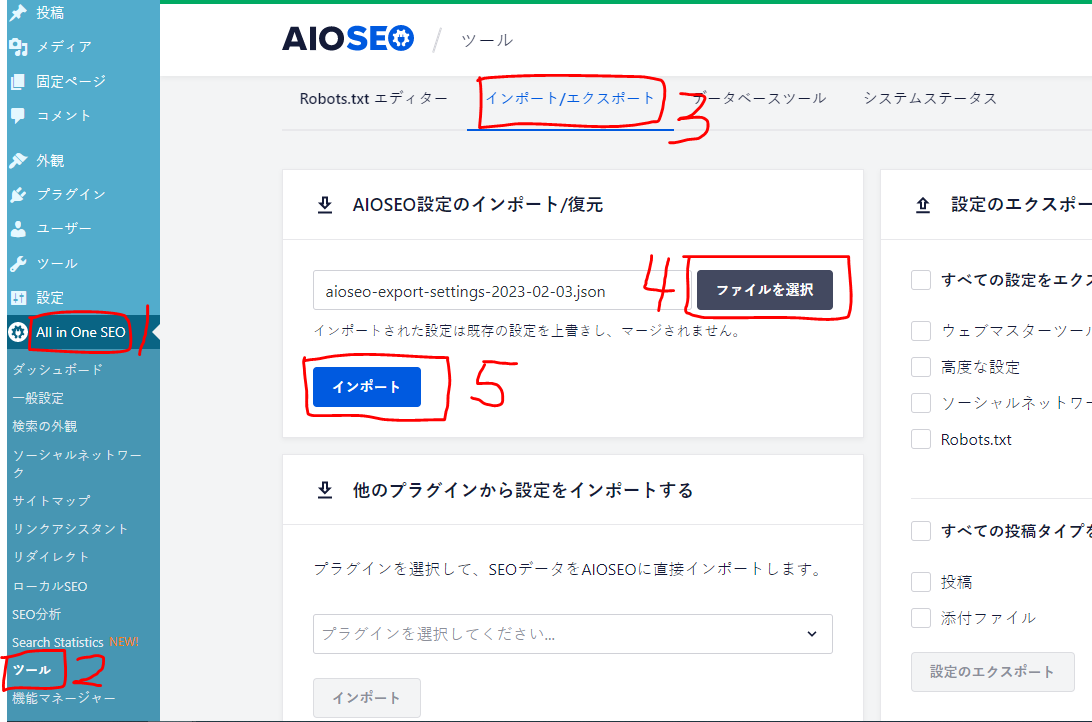 投稿
メディア
固定ページ
コメント
外観
プラグイン
ユーザー
ツール
設定
All in One SEO
1
ダッシュボード
一般設定
検索の外観
ソーシャルネットワー
ク
サイトマップ
リンクアシスタント
リダイレクト
ローカルSEO
SEO分析
Search Statistics NEW!
ツール
2
機能マネージャー
AIOSEO / ツール
Robots.txt エディター
インポート/エクスポート
3
データベースツール
システムステータス
AIOSEO設定のインポート/復元
aioseo-export-settings-2023-02-03.json
4
ファイルを選択
インポートされた設定は既存の設定を上書きし、マージされません。
インポート
5
他のプラグインから設定をインポートする
プラグインを選択して、SEOデータをAIOSEOに直接インポートします。
プラグインを選択してください...
インポート
設定のエクスポー
すべての設定をエクス
ウェブマスターツール
高度な設定
ソーシャルネットワー
Robots.txt
すべての投稿タイプを
投稿
添付ファイル
設定のエクスポート